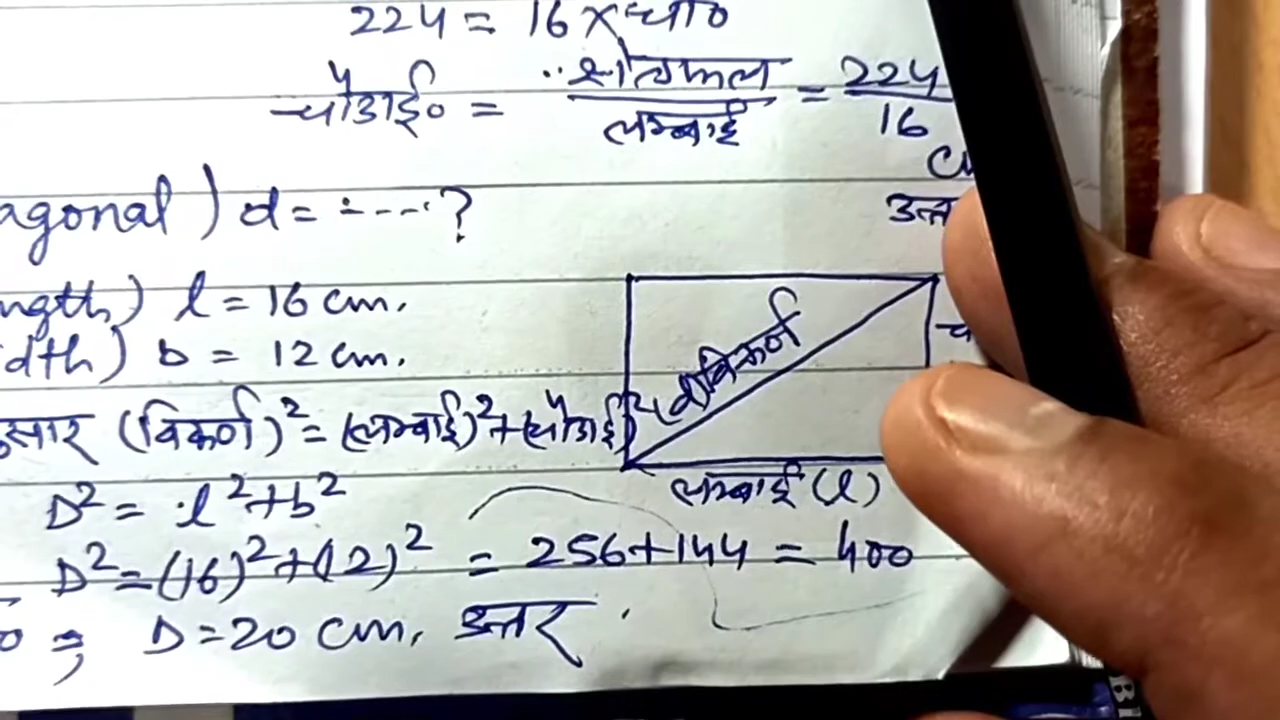 224 = 16 × चौ०
चौडाई० = क्षेत्रफल / लम्बाई = 224 / 16
agonal ) d = ----?
ngth) l = 16 cm.
dth) b = 12 cm.
(d) विकर्ण
सार (विकर्ण)² = (लम्बाई)² + (चौडाई)²
लम्बाई (l)
D² = l² + b²
D² = (16)² + (12)² = 256 + 144 = 400
D = 20 cm. उत्तर